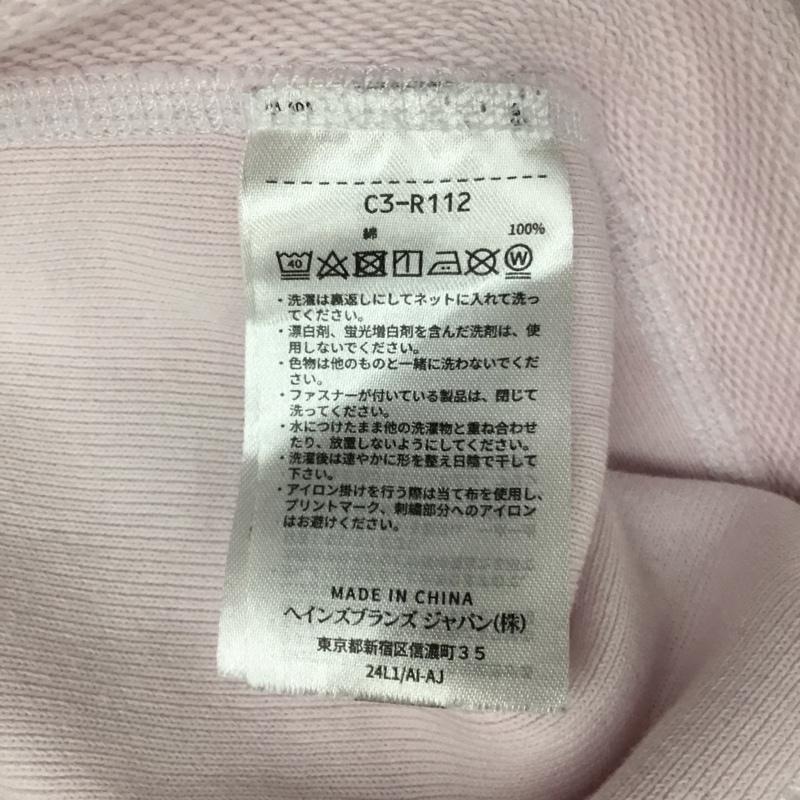 C3-R112
綿 100%
40 W
・洗濯は裏返しにしてネットに入れて洗っ
てください。
・漂白剤、蛍光増白剤を含んだ洗剤は、使
用しないでください。
・色物は他のものと一緒に洗わないでくだ
さい。
・ファスナーが付いている製品は、閉じて
洗ってください。
・水につけたまま他の洗濯物と重ね合わせ
たり、放置しないようにしてください。
・洗濯後は速やかに形を整え日陰で干して
下さい。
・アイロン掛けを行う際は当て布を使用し、
プリントマーク、刺繍部分へのアイロン
はお避けください。
MADE IN CHINA
ヘインズブランズ ジャパン(株)
東京都新宿区信濃町35
24L1/AI-AJ